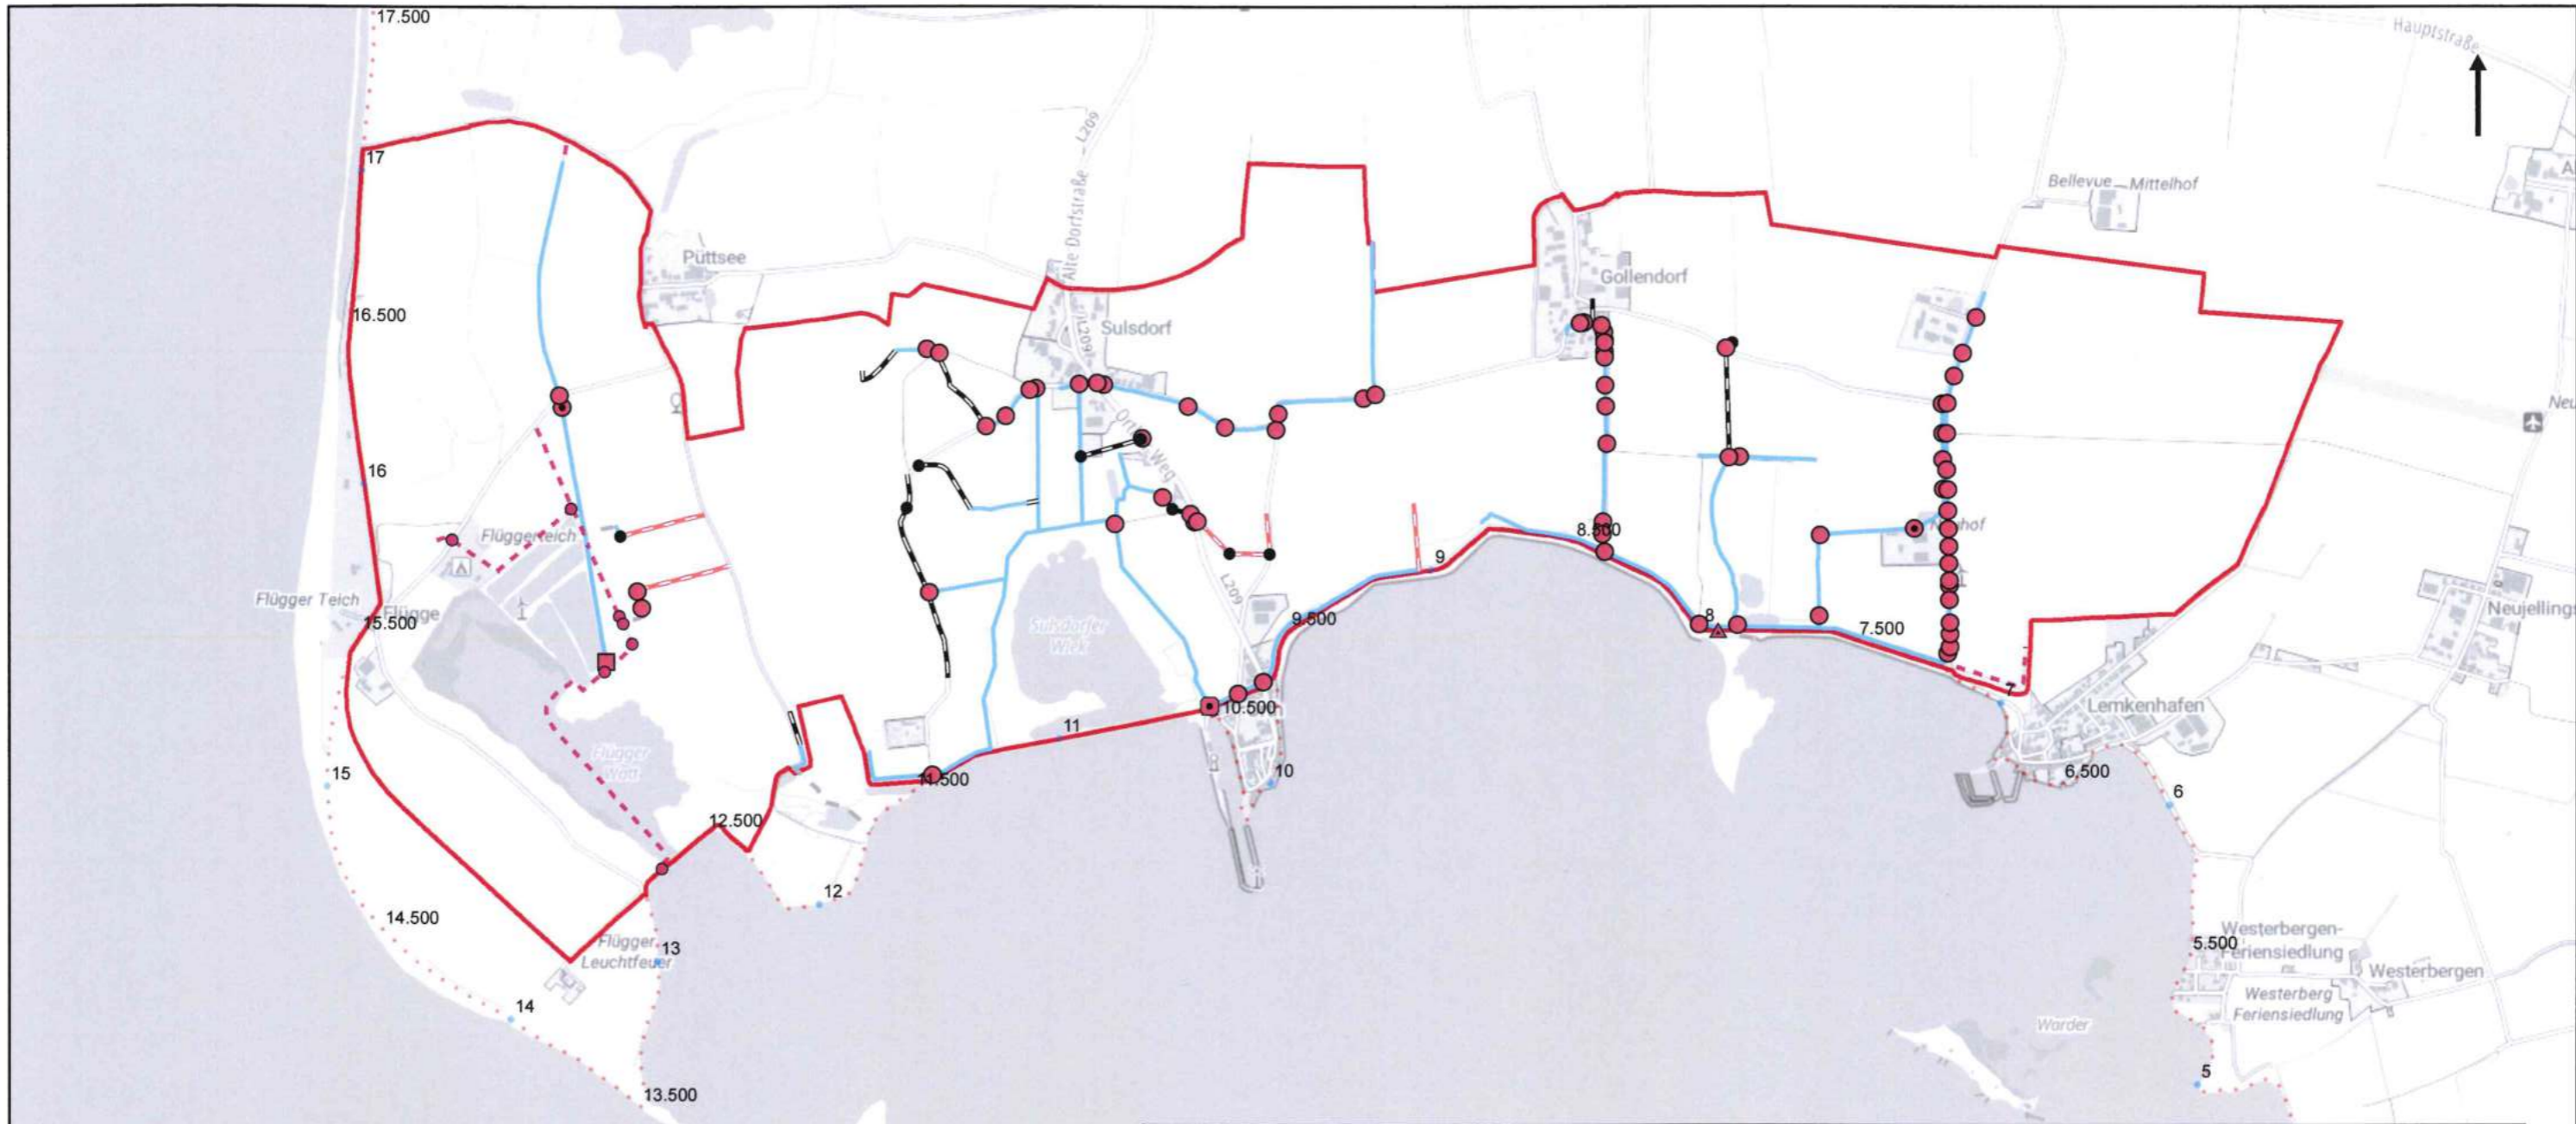 17.500
Hauptstraße
L209
17
Bellevue
Mittelhof
Alte Dorfstraße
Püttsee
Gollendorf
16.500
Sulsdorf
L209
Weg
16
Flüggerteich
8.500
9
Flügger Teich
Flügge
L209
15.500
Sulsdorfer
Wiek
9.500
8
7.500
Neujellings
7
Lemkenhafen
10.500
11
Flügger
Watt
15
11.500
10
6.500
6
12.500
12
14.500
Flügger
Leuchtfeuer
13
Westerbergen-
Feriensiedlung
5.500
Westerbergen
Westerberg
Feriensiedlung
14
Warder
5
13.500